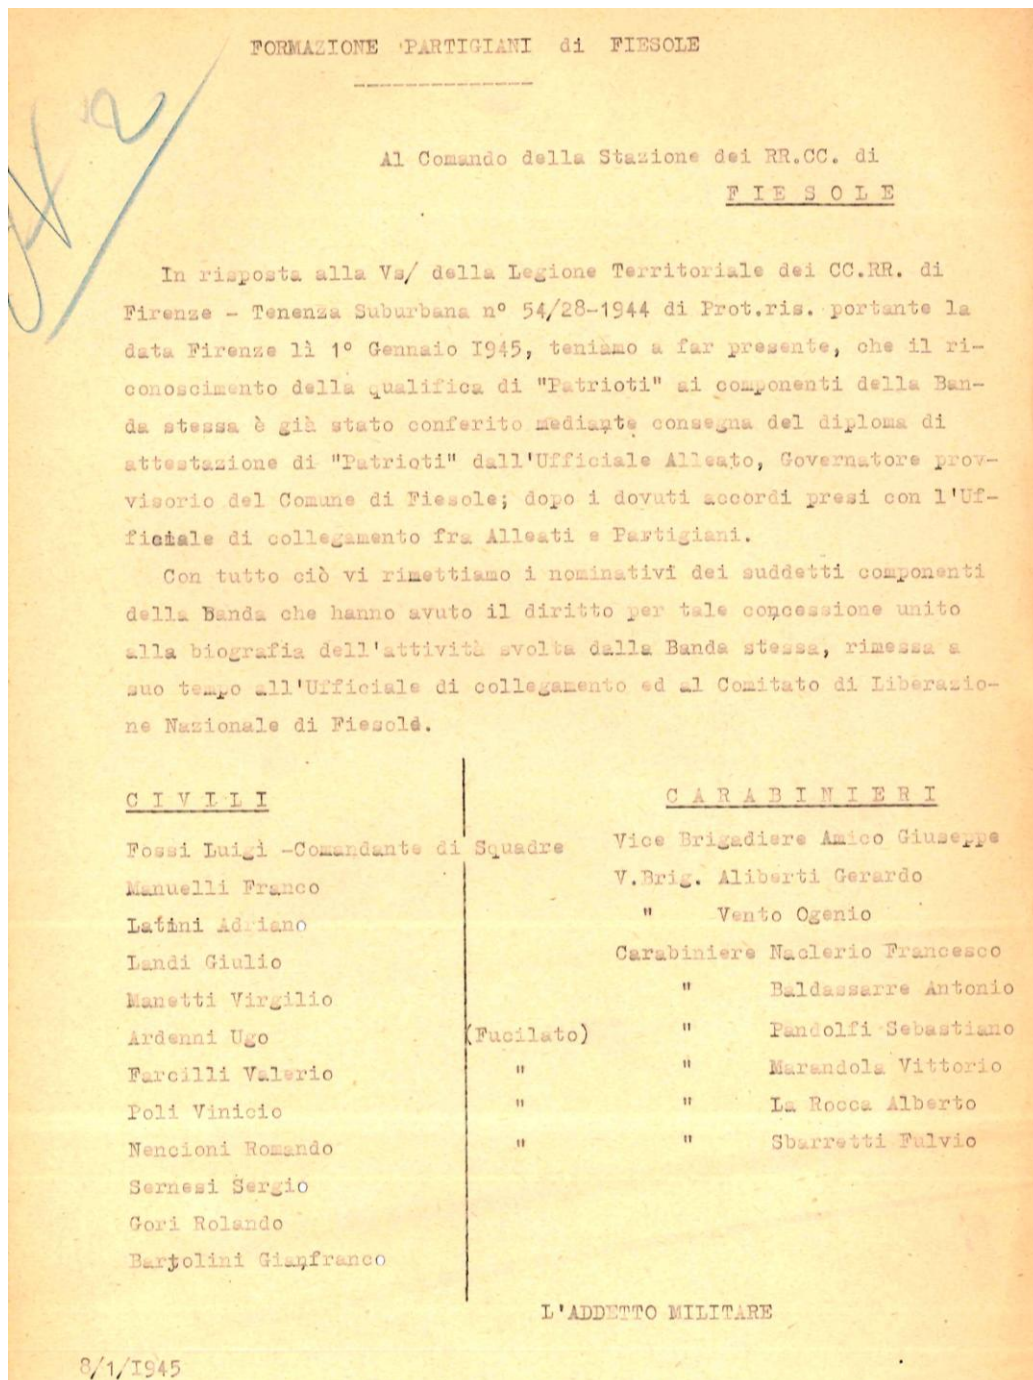 FORMAZIONE PARTIGIANI di FIESOLE
Al Comando della Stazione dei RR.CC. di
F I E S O L E
In risposta alla Vs/ della Legione Territoriale dei CC.RR. di
Firenze - Tenenza Suburbana nº 54/28-1944 di Prot.ris. portante la
data Firenze lì 1º Gennaio I945, teniamo a far presente, che il ri-
conoscimento della qualifica di "Patrioti" ai componenti della Ban-
da stessa è già stato conferito mediante consegna del diploma di
attestazione di "Patrioti" dall'Ufficiale Alleato, Governatore prov-
visorio del Comune di Fiesole; dopo i dovuti accordi presi con l'Uf-
ficiale di collegamento fra Alleati e Partigiani.
Con tutto ciò vi rimettiamo i nominativi dei suddetti componenti
della Banda che hanno avuto il diritto per tale concessione unito
alla biografia dell'attività svolta dalla Banda stessa, rimessa a
suo tempo all'Ufficiale di collegamento ed al Comitato di Liberazio-
ne Nazionale di Fiesole.
C I V I L I
Fossi Luigi -Comandante di Squadre
Manuelli Franco
Latini Adriano
Landi Giulio
Manetti Virgilio
Ardenni Ugo (Fucilato)
Farcilli Valerio "
Poli Vinicio "
Nencioni Romando "
Sernesi Sergio
Gori Rolando
Bartolini Gianfranco
C A R A B I N I E R I
Vice Brigadiere Amico Giuseppe
V.Brig. Aliberti Gerardo
" Vento Ogenio
Carabiniere Naclerio Francesco
" Baldassarre Antonio
" Pandolfi Sebastiano
" Marandola Vittorio
" La Rocca Alberto
" Sbarretti Fulvio
L'ADDETTO MILITARE
8/1/I945